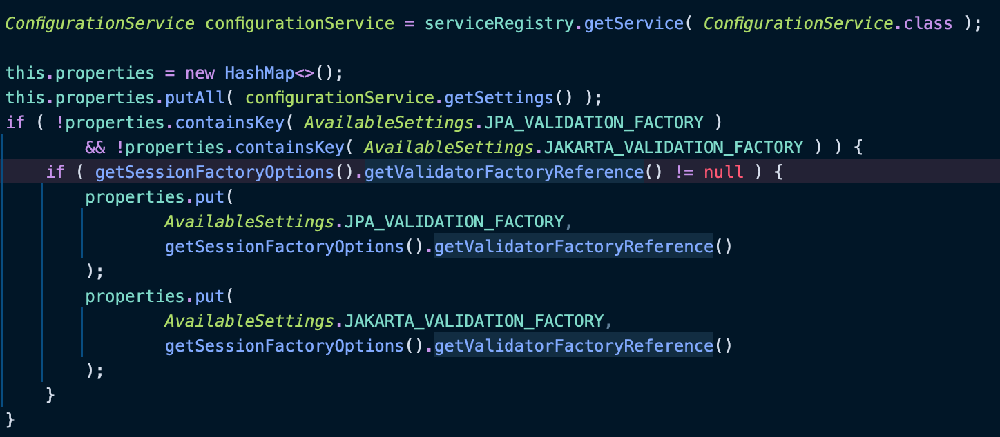 ConfigurationService configurationService = serviceRegistry.getService( ConfigurationService.class );

this.properties = new HashMap<>();
this.properties.putAll( configurationService.getSettings() );
if ( !properties.containsKey( AvailableSettings.JPA_VALIDATION_FACTORY )
        && !properties.containsKey( AvailableSettings.JAKARTA_VALIDATION_FACTORY ) ) {
    if ( getSessionFactoryOptions().getValidatorFactoryReference() != null ) {
        properties.put(
                AvailableSettings.JPA_VALIDATION_FACTORY,
                getSessionFactoryOptions().getValidatorFactoryReference()
        );
        properties.put(
                AvailableSettings.JAKARTA_VALIDATION_FACTORY,
                getSessionFactoryOptions().getValidatorFactoryReference()
        );
    }
}